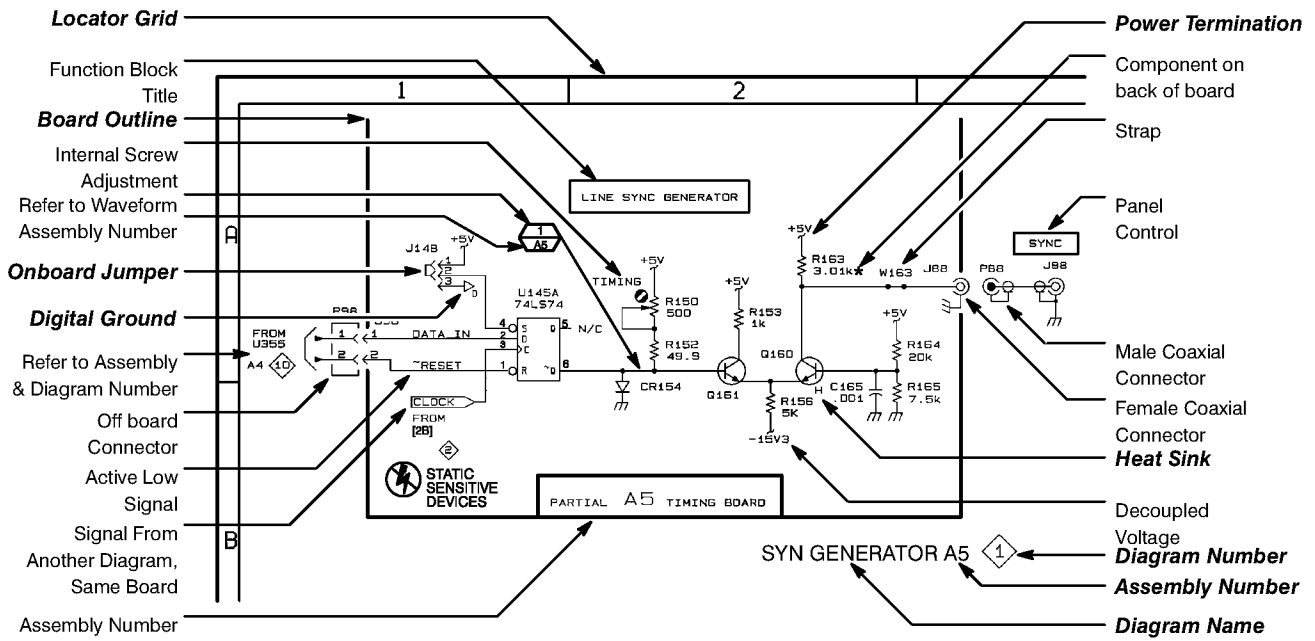 Locator Grid
Function Block
Title
Board Outline
Internal Screw
Adjustment
Refer to Waveform
Assembly Number
Onboard Jumper
Digital Ground
Refer to Assembly
& Diagram Number
Off board
Connector
Active Low
Signal
Signal From
Another Diagram,
Same Board
Assembly Number
1
2
A
B
LINE SYNC GENERATOR
1
A5
J148
+5V
1
2
3
D
U145A
74LS74
TIMING
+5V
R150
500
R152
49.9
+5V
R153
1k
+5V
R163
3.01k*
W163
J68
P68
J98
SYNC
FROM
U355
A4 10
P98
1
2
1
2
DATA IN
~RESET
4
2
3
1
S
D
C
R
Q
~Q
5
6
N/C
CLOCK
FROM
[2B]
2
CR154
Q161
Q160
H
R156
5K
-15V3
C165
.001
+5V
R164
20k
R165
7.5k
STATIC
SENSITIVE
DEVICES
PARTIAL A5 TIMING BOARD
SYN GENERATOR A5 1
Power Termination
Component on
back of board
Strap
Panel
Control
Male Coaxial
Connector
Female Coaxial
Connector
Heat Sink
Decoupled
Voltage
Diagram Number
Assembly Number
Diagram Name